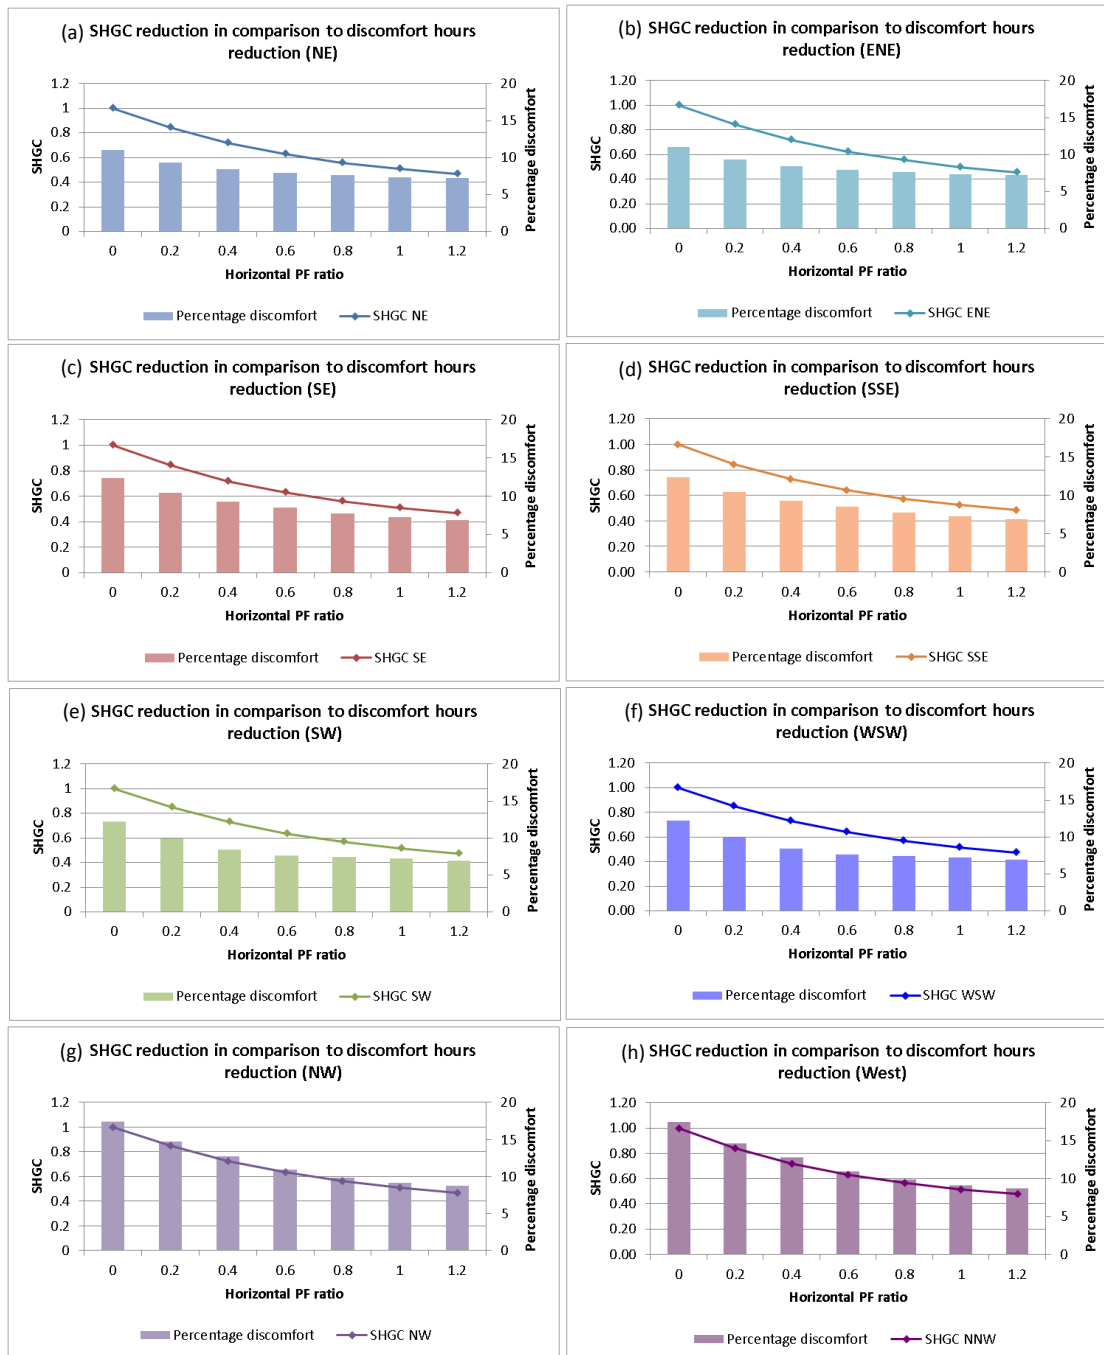 (a) SHGC reduction in comparison to discomfort hours
reduction (NE)
1.2
1
0.8
0.6
0.4
0.2
0
SHGC
20
15
10
5
0
Percentage discomfort
0 0.2 0.4 0.6 0.8 1 1.2
Horizontal PF ratio
Percentage discomfort SHGC NE
(b) SHGC reduction in comparison to discomfort hours
reduction (ENE)
1.20
1.00
0.80
0.60
0.40
0.20
0.00
SHGC
20
15
10
5
0
Percentage discomfort
0 0.2 0.4 0.6 0.8 1 1.2
Horizontal PF ratio
Percentage discomfort SHGC ENE
(c) SHGC reduction in comparison to discomfort hours
reduction (SE)
1.2
1
0.8
0.6
0.4
0.2
0
SHGC
20
15
10
5
0
Percentage discomfort
0 0.2 0.4 0.6 0.8 1 1.2
Horizontal PF ratio
Percentage discomfort SHGC SE
(d) SHGC reduction in comparison to discomfort hours
reduction (SSE)
1.20
1.00
0.80
0.60
0.40
0.20
0.00
SHGC
20
15
10
5
0
Percentage discomfort
0 0.2 0.4 0.6 0.8 1 1.2
Horizontal PF ratio
Percentage discomfort SHGC SSE
(e) SHGC reduction in comparison to discomfort hours
reduction (SW)
1.2
1
0.8
0.6
0.4
0.2
0
SHGC
20
15
10
5
0
Percentage discomfort
0 0.2 0.4 0.6 0.8 1 1.2
Horizontal PF ratio
Percentage discomfort SHGC SW
(f) SHGC reduction in comparison to discomfort hours
reduction (WSW)
1.20
1.00
0.80
0.60
0.40
0.20
0.00
SHGC
20
15
10
5
0
Percentage discomfort
0 0.2 0.4 0.6 0.8 1 1.2
Horizontal PF ratio
Percentage discomfort SHGC WSW
(g) SHGC reduction in comparison to discomfort hours
reduction (NW)
1.2
1
0.8
0.6
0.4
0.2
0
SHGC
20
15
10
5
0
Percentage discomfort
0 0.2 0.4 0.6 0.8 1 1.2
Horizontal PF ratio
Percentage discomfort SHGC NW
(h) SHGC reduction in comparison to discomfort hours
reduction (West)
1.20
1.00
0.80
0.60
0.40
0.20
0.00
SHGC
20
15
10
5
0
Percentage discomfort
0 0.2 0.4 0.6 0.8 1 1.2
Horizontal PF ratio
Percentage discomfort SHGC NNW